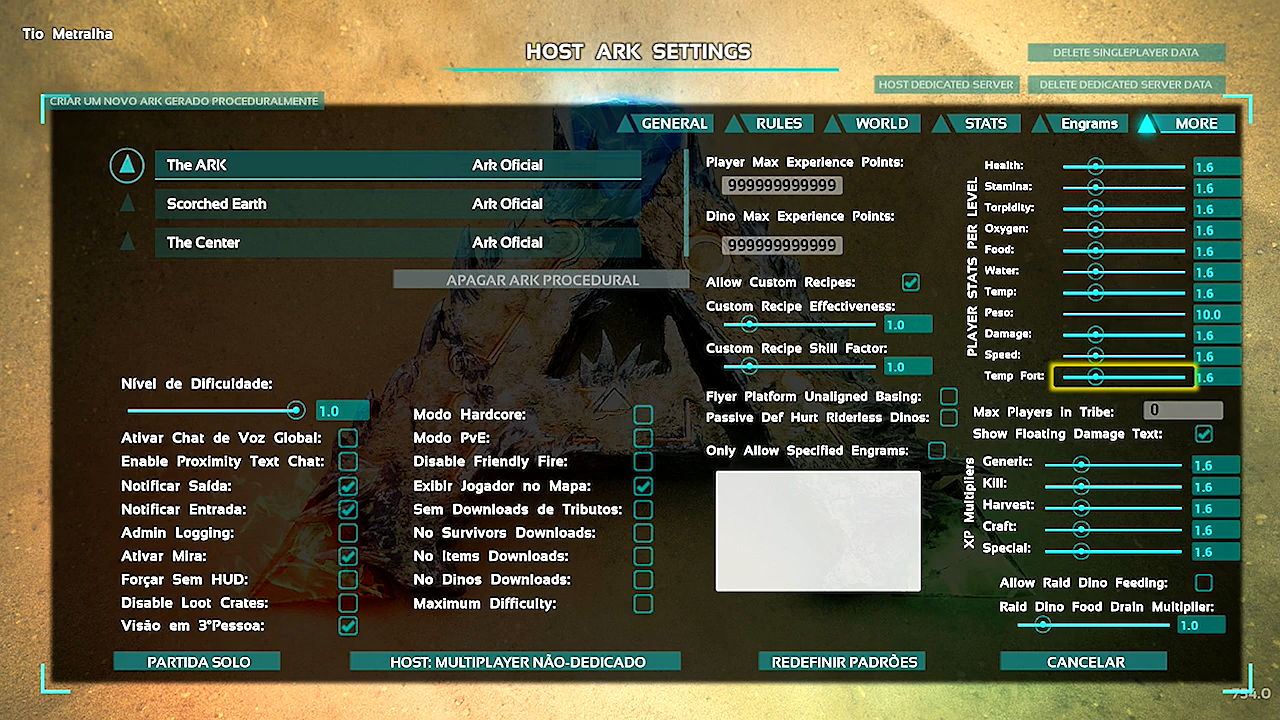 Tio Metralha
HOST ARK SETTINGS
DELETE SINGLEPLAYER DATA
HOST DEDICATED SERVER
DELETE DEDICATED SERVER DATA
CRIAR UM NOVO ARK GERADO PROCEDURALMENTE
GENERAL
RULES
WORLD
STATS
Engrams
MORE
The ARK Ark Oficial
Scorched Earth Ark Oficial
The Center Ark Oficial
APAGAR ARK PROCEDURAL
Nível de Dificuldade:
1.0
Ativar Chat de Voz Global:
Enable Proximity Text Chat:
Notificar Saída:
Notificar Entrada:
Admin Logging:
Ativar Mira:
Forçar Sem HUD:
Disable Loot Crates:
Visão em 3ªPessoa:
Modo Hardcore:
Modo PvE:
Disable Friendly Fire:
Exibir Jogador no Mapa:
Sem Downloads de Tributos:
No Survivors Downloads:
No Items Downloads:
No Dinos Downloads:
Maximum Difficulty:
Player Max Experience Points:
999999999999
Dino Max Experience Points:
999999999999
Allow Custom Recipes:
Custom Recipe Effectiveness:
1.0
Custom Recipe Skill Factor:
1.0
Flyer Platform Unaligned Basing:
Passive Def Hurt Riderless Dinos:
Only Allow Specified Engrams:
PLAYER STATS PER LEVEL
Health: 1.6
Stamina: 1.6
Torpidity: 1.6
Oxygen: 1.6
Food: 1.6
Water: 1.6
Temp: 1.6
Peso: 10.0
Damage: 1.6
Speed: 1.6
Temp Fort: 1.6
Max Players in Tribe: 0
Show Floating Damage Text:
XP Multipliers
Generic: 1.6
Kill: 1.6
Harvest: 1.6
Craft: 1.6
Special: 1.6
Allow Raid Dino Feeding:
Raid Dino Food Drain Multiplier:
1.0
PARTIDA SOLO
HOST: MULTIPLAYER NÃO-DEDICADO
REDEFINIR PADRÕES
CANCELAR